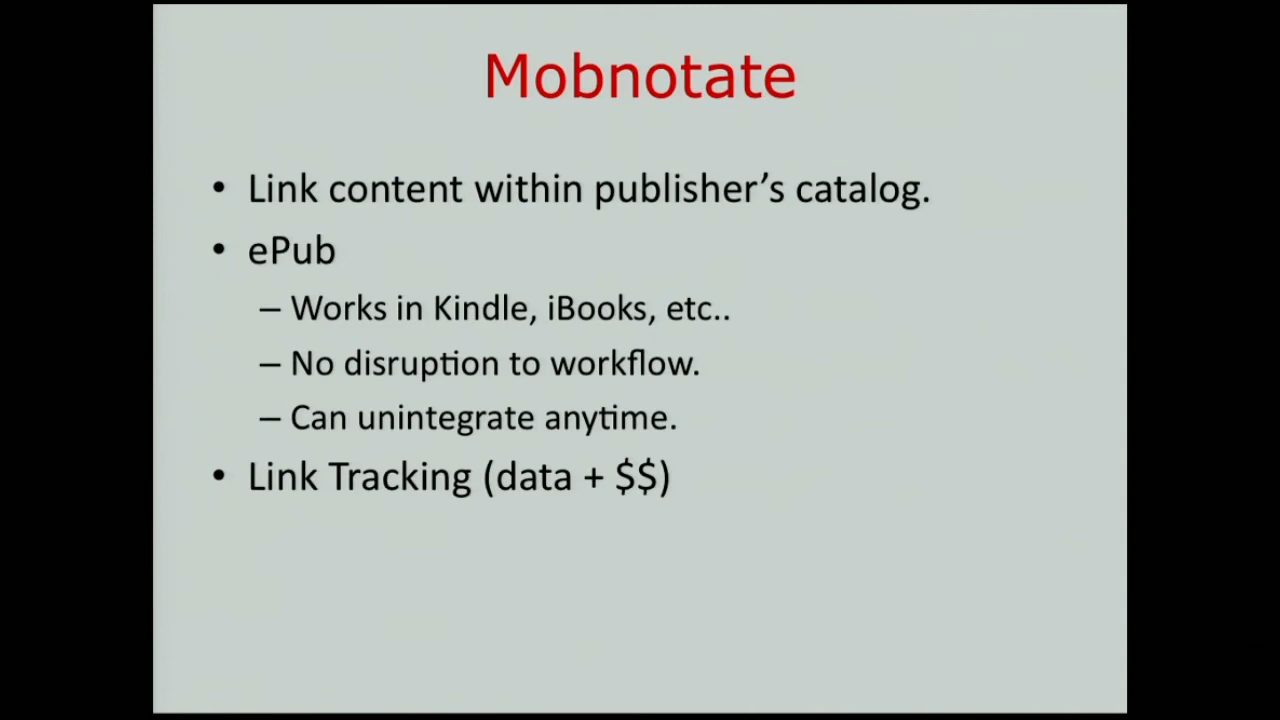 Mobnotate
• Link content within publisher’s catalog.
• ePub
– Works in Kindle, iBooks, etc..
– No disruption to workflow.
– Can unintegrate anytime.
• Link Tracking (data + $$)